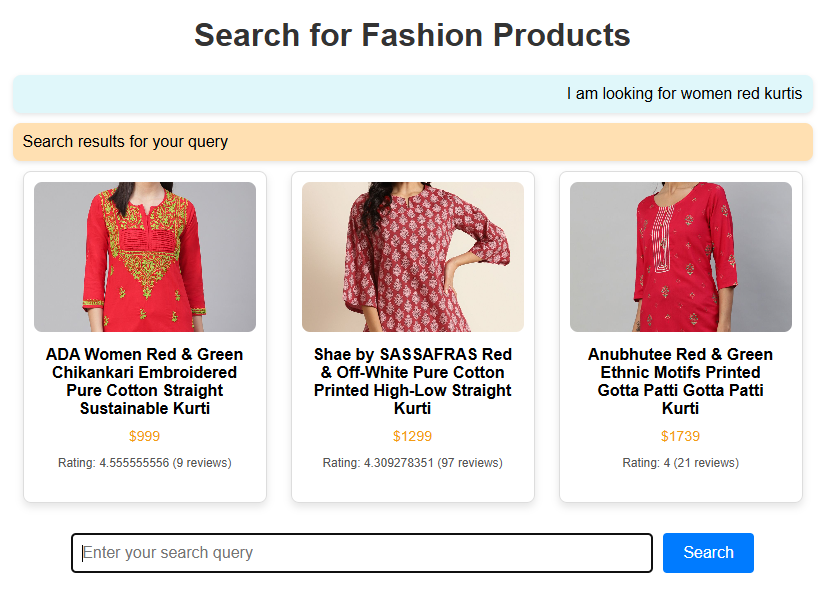 Search for Fashion Products
I am looking for women red kurtis
Search results for your query
ADA Women Red & Green
Chikankari Embroidered
Pure Cotton Straight
Sustainable Kurti
$999
Rating: 4.555555556 (9 reviews)
Shae by SASSAFRAS Red
& Off-White Pure Cotton
Printed High-Low Straight
Kurti
$1299
Rating: 4.309278351 (97 reviews)
Anubhutee Red & Green
Ethnic Motifs Printed
Gotta Patti Gotta Patti
Kurti
$1739
Rating: 4 (21 reviews)
Enter your search query
Search